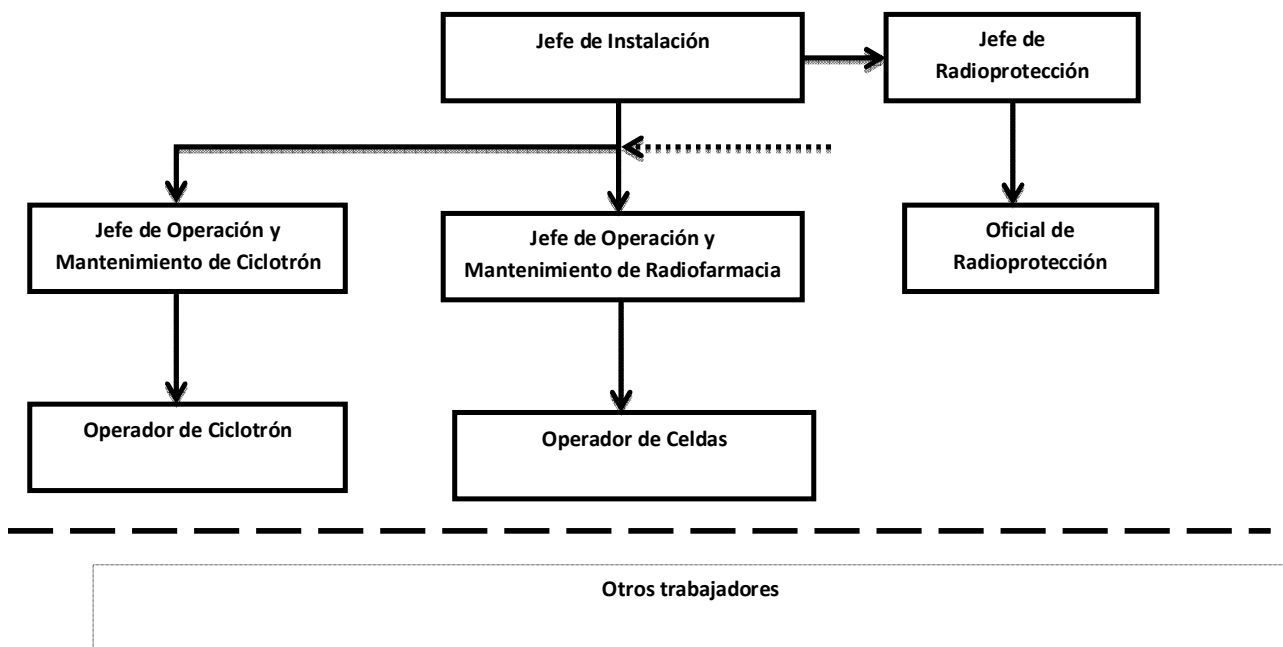 Jefe de Instalación
Jefe de
Radioprotección
Jefe de Operación y
Mantenimiento de Ciclotrón
Jefe de Operación y
Mantenimiento de Radiofarmacia
Oficial de
Radioprotección
Operador de Ciclotrón
Operador de Celdas
Otros trabajadores